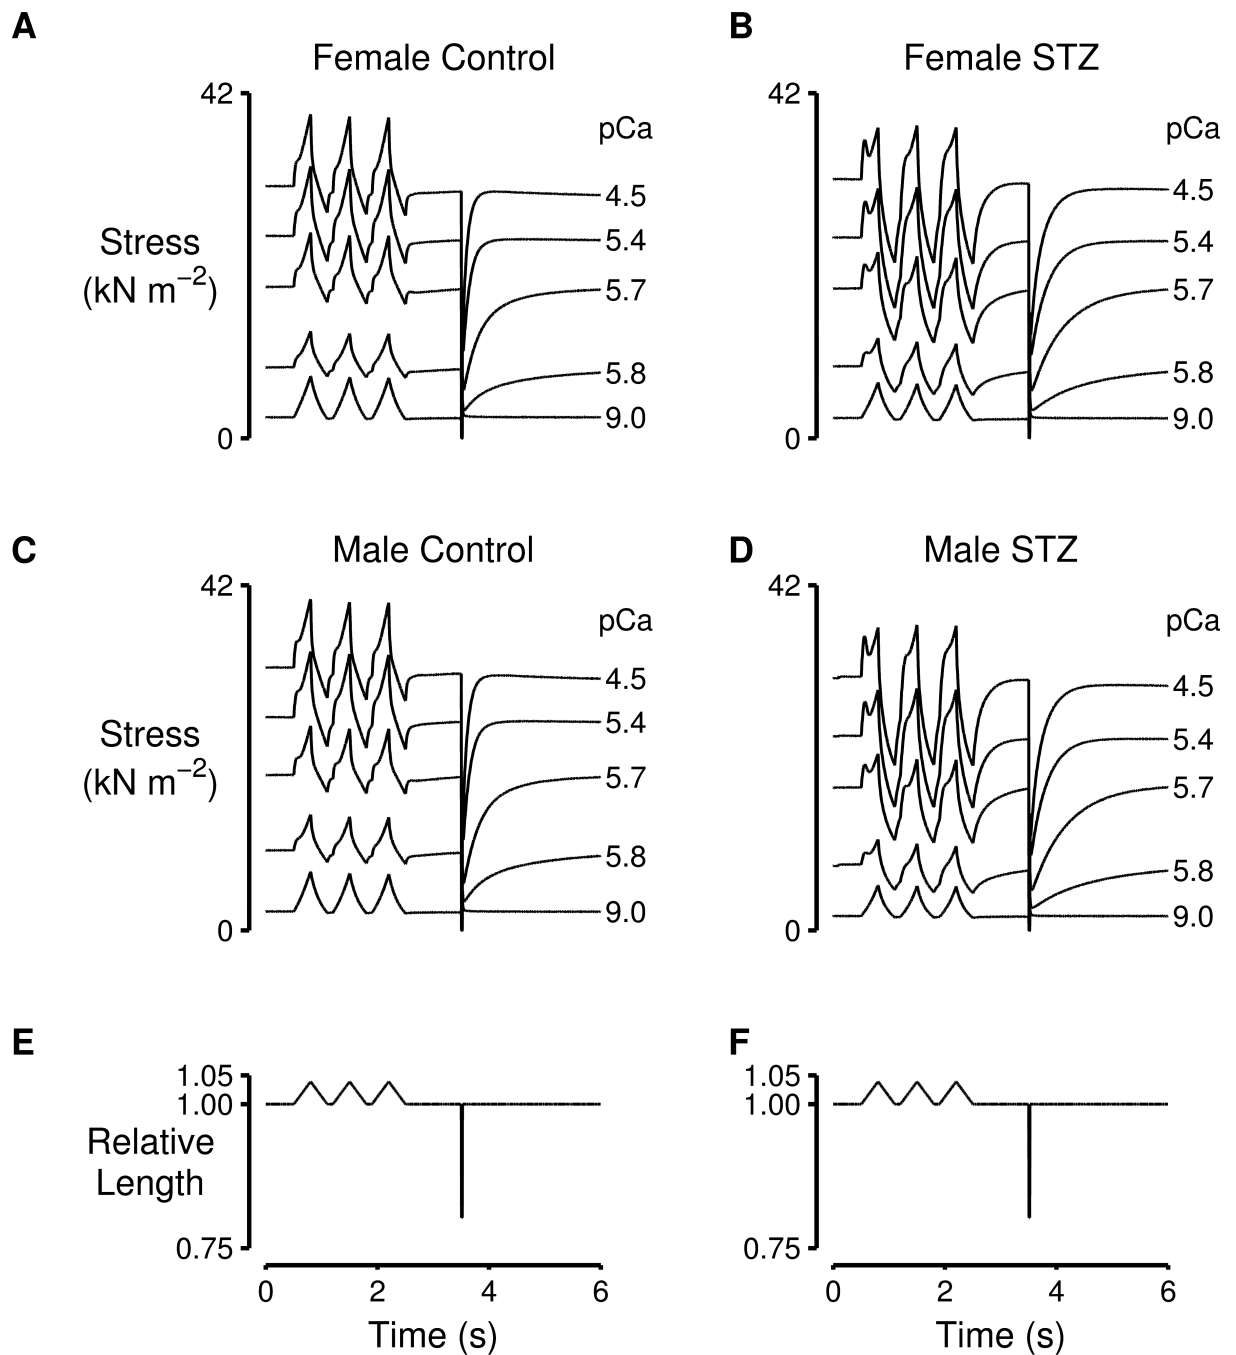 A
Female Control
42
pCa
4.5
5.4
5.7
5.8
9.0
Stress
(kN m⁻²)
0
B
Female STZ
42
pCa
4.5
5.4
5.7
5.8
9.0
0
C
Male Control
42
pCa
4.5
5.4
5.7
5.8
9.0
Stress
(kN m⁻²)
0
D
Male STZ
42
pCa
4.5
5.4
5.7
5.8
9.0
0
E
1.05
1.00
Relative
Length
0.75
0 2 4 6
Time (s)
F
1.05
1.00
0.75
0 2 4 6
Time (s)